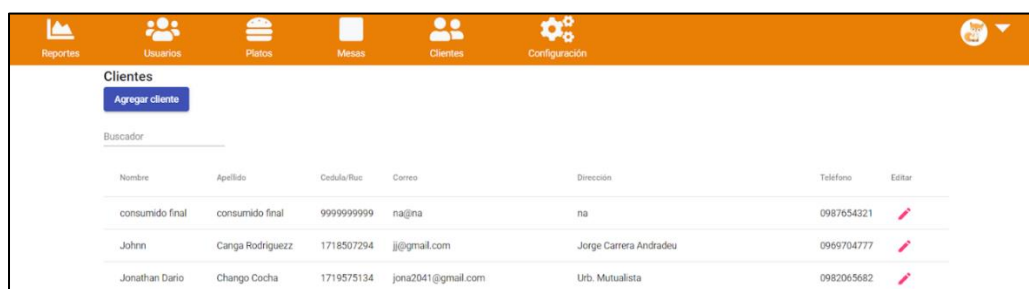 Reportes Usuarios Platos Mesas Clientes Configuración
Clientes
Agregar cliente
Buscador
Nombre Apellido Cedula/Ruc Correo Dirección Teléfono Editar
consumido final consumido final 9999999999 na@na na 0987654321
Johnn Canga Rodriguezz 1718507294 jj@gmail.com Jorge Carrera Andradeu 0969704777
Jonathan Dario Chango Cocha 1719575134 jona2041@gmail.com Urb. Mutualista 0982065682